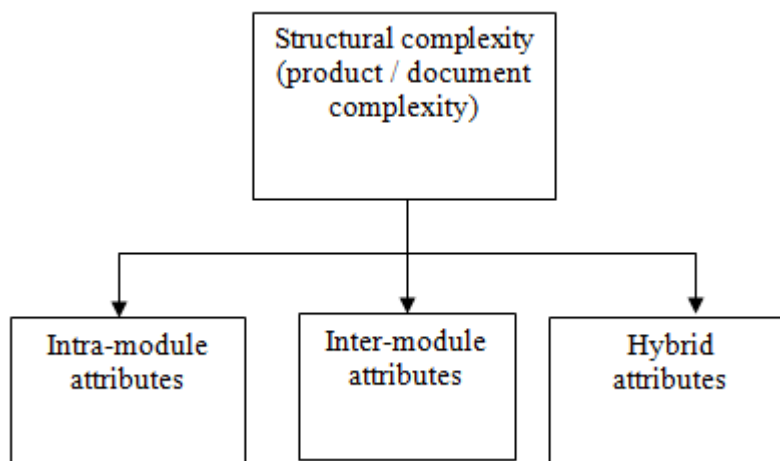 Structural complexity
(product / document
complexity)
Intra-module
attributes
Inter-module
attributes
Hybrid
attributes